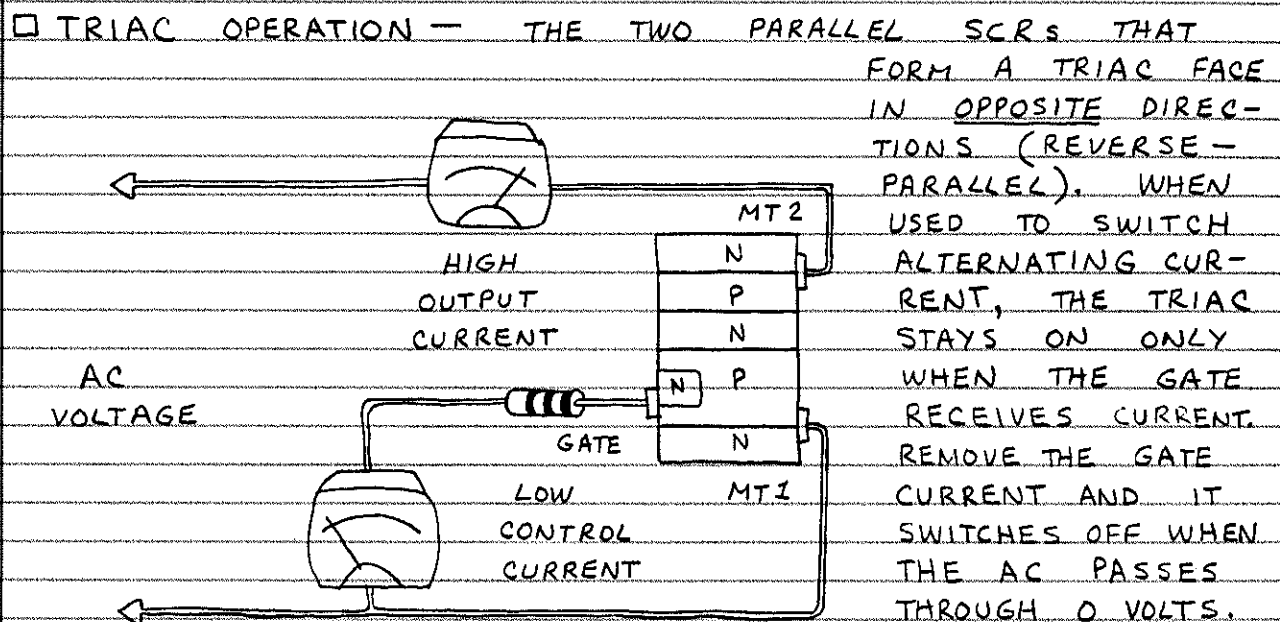 □ TRIAC OPERATION — THE TWO PARALLEL SCRs THAT
FORM A TRIAC FACE
IN OPPOSITE DIREC-
TIONS (REVERSE-
PARALLEL). WHEN
USED TO SWITCH
ALTERNATING CUR-
RENT, THE TRIAC
STAYS ON ONLY
WHEN THE GATE
RECEIVES CURRENT.
REMOVE THE GATE
CURRENT AND IT
SWITCHES OFF WHEN
THE AC PASSES
THROUGH 0 VOLTS.
MT2
HIGH
OUTPUT
CURRENT
N
P
N
N P
N
AC
VOLTAGE
GATE
MT1
LOW
CONTROL
CURRENT